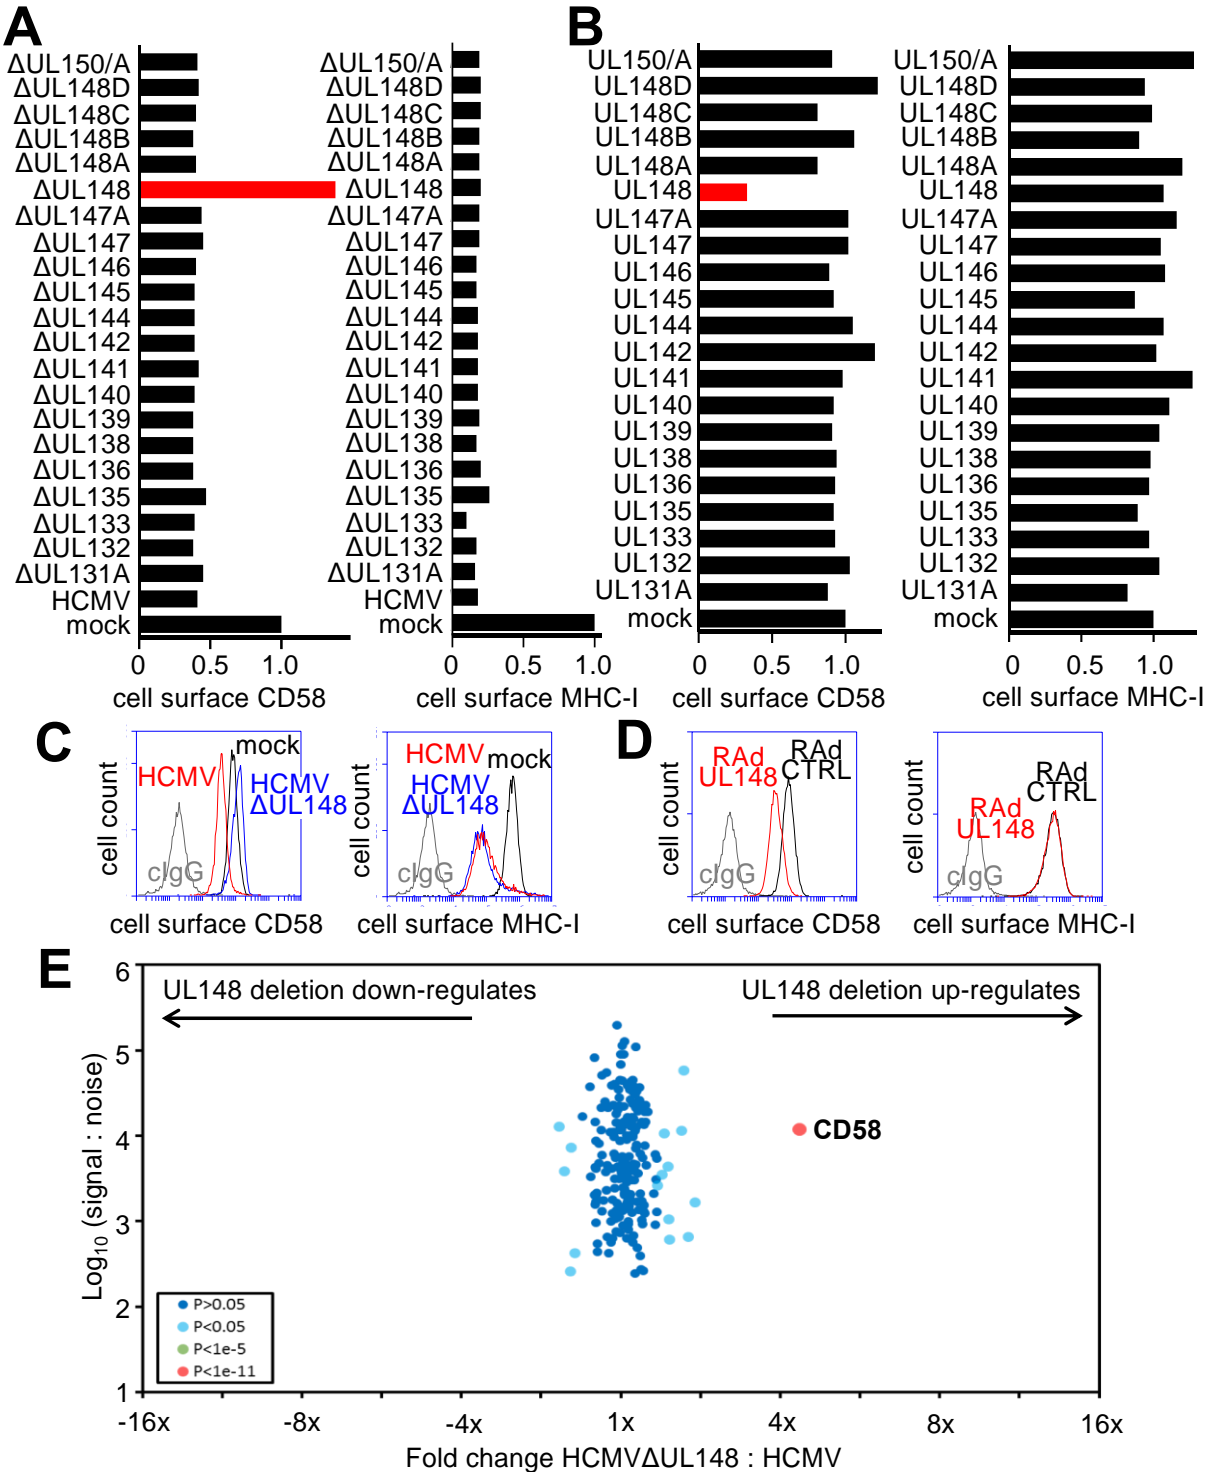 A
ΔUL150/A
ΔUL148D
ΔUL148C
ΔUL148B
ΔUL148A
ΔUL148
ΔUL147A
ΔUL147
ΔUL146
ΔUL145
ΔUL144
ΔUL142
ΔUL141
ΔUL140
ΔUL139
ΔUL138
ΔUL136
ΔUL135
ΔUL133
ΔUL132
ΔUL131A
HCMV
mock
0 0.5 1.0
cell surface CD58
ΔUL150/A
ΔUL148D
ΔUL148C
ΔUL148B
ΔUL148A
ΔUL148
ΔUL147A
ΔUL147
ΔUL146
ΔUL145
ΔUL144
ΔUL142
ΔUL141
ΔUL140
ΔUL139
ΔUL138
ΔUL136
ΔUL135
ΔUL133
ΔUL132
ΔUL131A
HCMV
mock
0 0.5 1.0
cell surface MHC-I
B
UL150/A
UL148D
UL148C
UL148B
UL148A
UL148
UL147A
UL147
UL146
UL145
UL144
UL142
UL141
UL140
UL139
UL138
UL136
UL135
UL133
UL132
UL131A
mock
0 0.5 1.0
cell surface CD58
UL150/A
UL148D
UL148C
UL148B
UL148A
UL148
UL147A
UL147
UL146
UL145
UL144
UL142
UL141
UL140
UL139
UL138
UL136
UL135
UL133
UL132
UL131A
mock
0 0.5 1.0
cell surface MHC-I
C
cell count
mock
HCMV
HCMV
ΔUL148
cIgG
cell surface CD58
cell count
HCMV
mock
HCMV
ΔUL148
cIgG
cell surface MHC-I
D
cell count
RAd
UL148
RAd
CTRL
cIgG
cell surface CD58
cell count
RAd
CTRL
RAd
UL148
cIgG
cell surface MHC-I
E
UL148 deletion down-regulates
UL148 deletion up-regulates
Log10 (signal : noise)
6
5
4
3
2
1
CD58
P>0.05
P<0.05
P<1e-5
P<1e-11
-16x -8x -4x 1x 4x 8x 16x
Fold change HCMVΔUL148 : HCMV